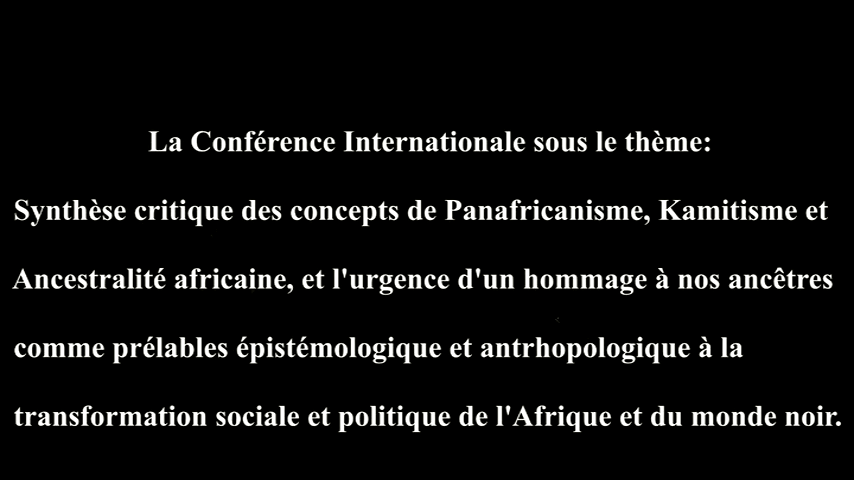 La Conférence Internationale sous le thème:
Synthèse critique des concepts de Panafricanisme, Kamitisme et
Ancestralité africaine, et l'urgence d'un hommage à nos ancêtres
comme prélables épistémologique et antrhopologique à la
transformation sociale et politique de l'Afrique et du monde noir.